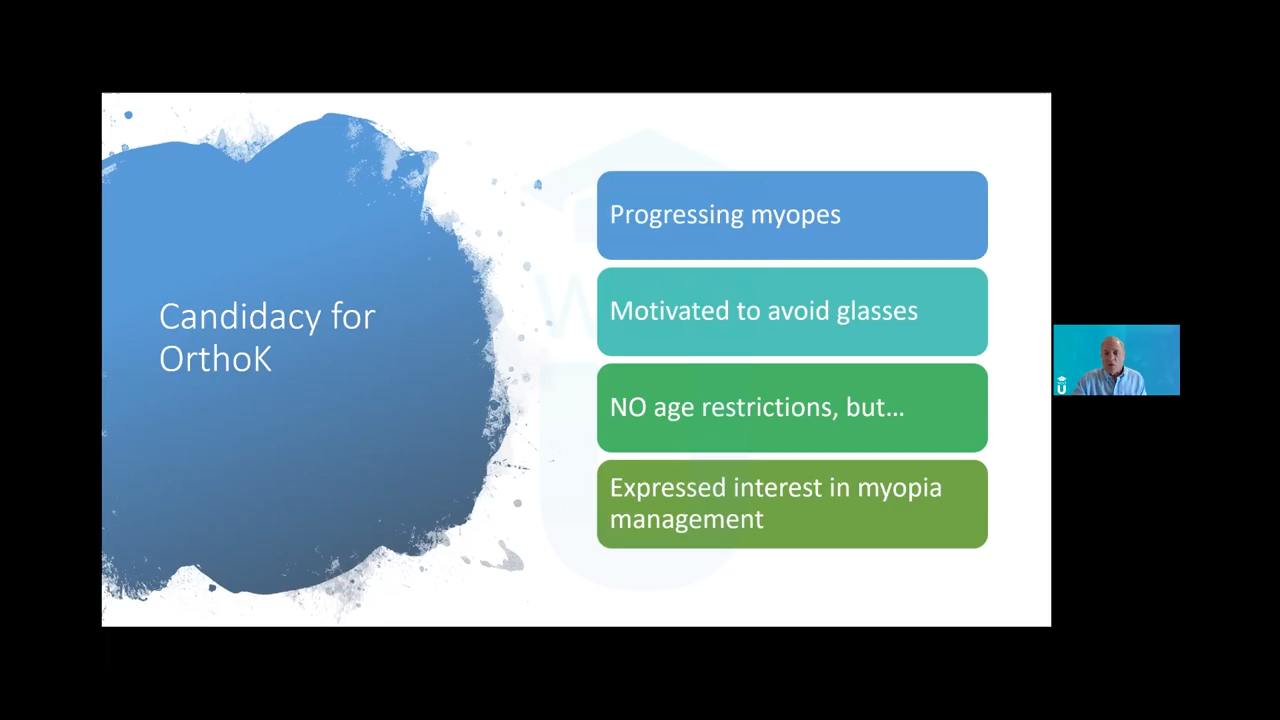 Candidacy for
OrthoK
Progressing myopes
Motivated to avoid glasses
NO age restrictions, but...
Expressed interest in myopia
management